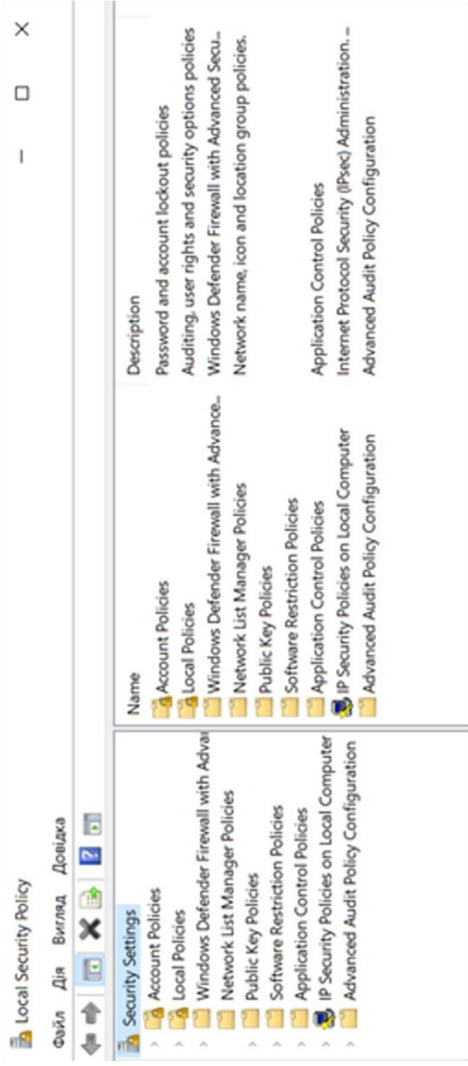 Local Security Policy
Файл Дія Вигляд Довідка
Security Settings
Account Policies
Local Policies
Windows Defender Firewall with Advai
Network List Manager Policies
Public Key Policies
Software Restriction Policies
Application Control Policies
IP Security Policies on Local Computer
Advanced Audit Policy Configuration
Name Description
Account Policies Password and account lockout policies
Local Policies Auditing, user rights and security options policies
Windows Defender Firewall with Advance... Windows Defender Firewall with Advanced Secu...
Network List Manager Policies Network name, icon and location group policies.
Public Key Policies
Software Restriction Policies
Application Control Policies Application Control Policies
IP Security Policies on Local Computer Internet Protocol Security (IPsec) Administration. ...
Advanced Audit Policy Configuration Advanced Audit Policy Configuration